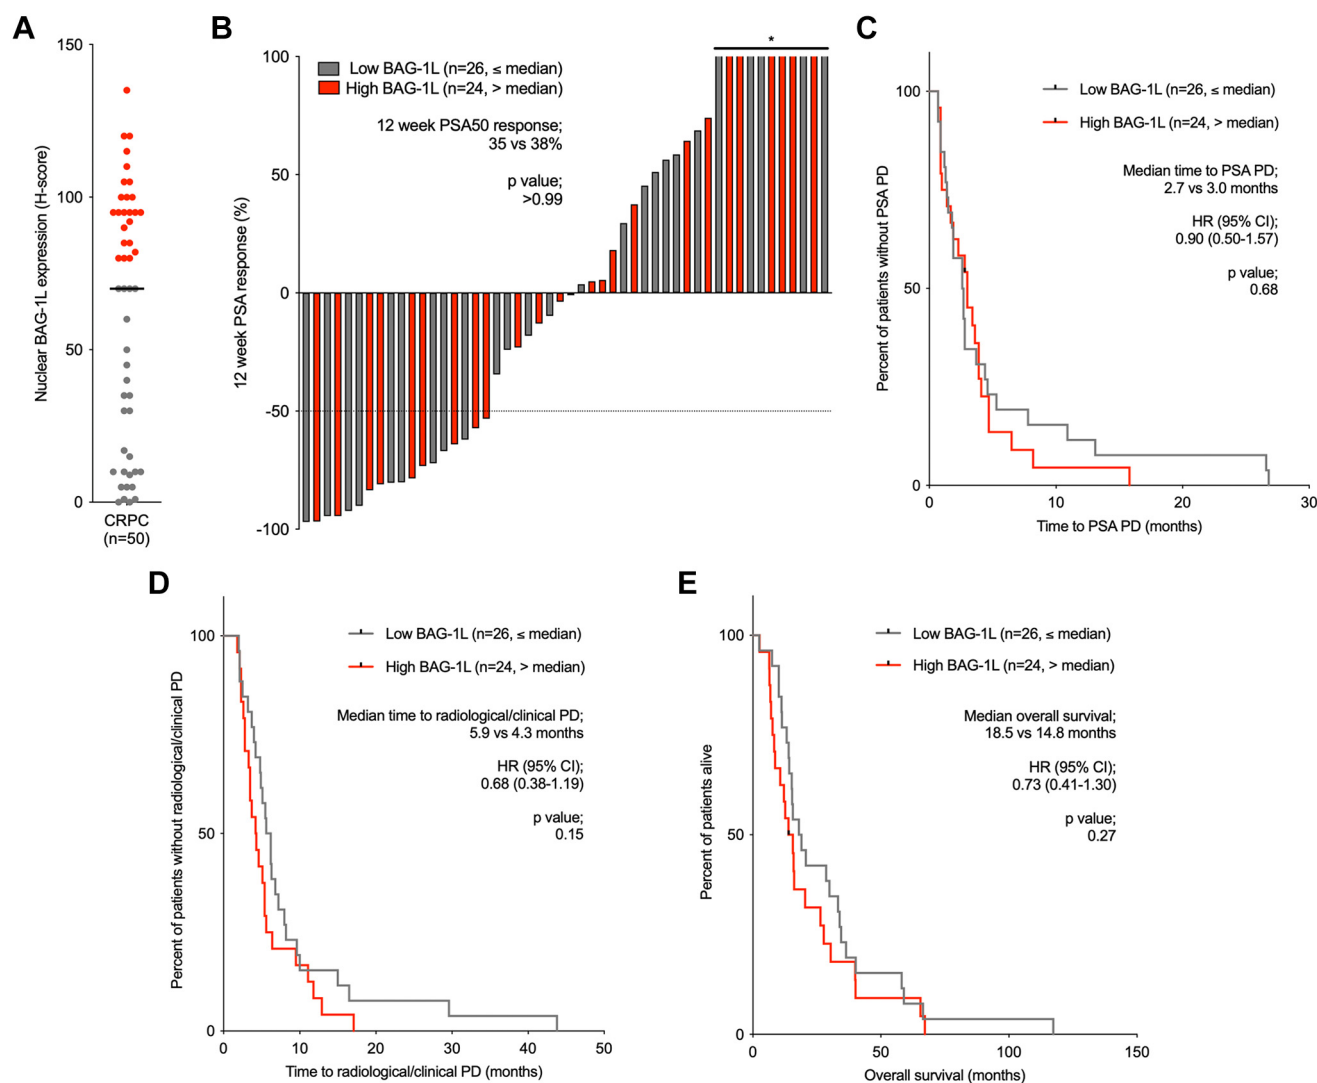 A
150
100
50
0
Nuclear BAG-1L expression (H-score)
CRPC
(n=50)
B
100
50
0
-50
-100
12 week PSA response (%)
Low BAG-1L (n=26, ≤ median)
High BAG-1L (n=24, > median)
12 week PSA50 response;
35 vs 38%
p value;
>0.99
*
C
100
50
0
Percent of patients without PSA PD
Low BAG-1L (n=26, ≤ median)
High BAG-1L (n=24, > median)
Median time to PSA PD;
2.7 vs 3.0 months
HR (95% CI);
0.90 (0.50-1.57)
p value;
0.68
0 10 20 30
Time to PSA PD (months)
D
100
50
0
Percent of patients without radiological/clinical PD
Low BAG-1L (n=26, ≤ median)
High BAG-1L (n=24, > median)
Median time to radiological/clinical PD;
5.9 vs 4.3 months
HR (95% CI);
0.68 (0.38-1.19)
p value;
0.15
0 10 20 30 40 50
Time to radiological/clinical PD (months)
E
100
50
0
Percent of patients alive
Low BAG-1L (n=26, ≤ median)
High BAG-1L (n=24, > median)
Median overall survival;
18.5 vs 14.8 months
HR (95% CI);
0.73 (0.41-1.30)
p value;
0.27
0 50 100 150
Overall survival (months)